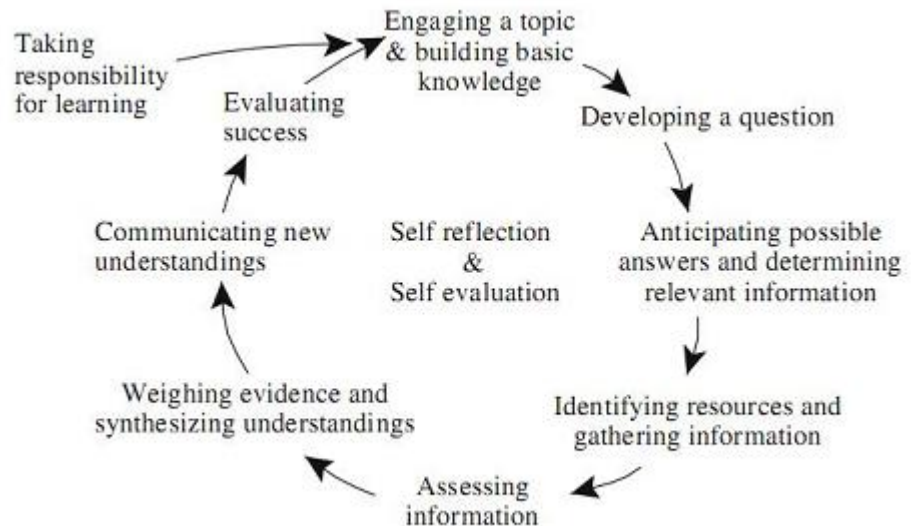 Taking
responsibility
for learning
Engaging a topic
& building basic
knowledge
Developing a question
Anticipating possible
answers and determining
relevant information
Identifying resources and
gathering information
Assessing
information
Weighing evidence and
synthesizing understandings
Communicating new
understandings
Evaluating
success
Self reflection
&
Self evaluation